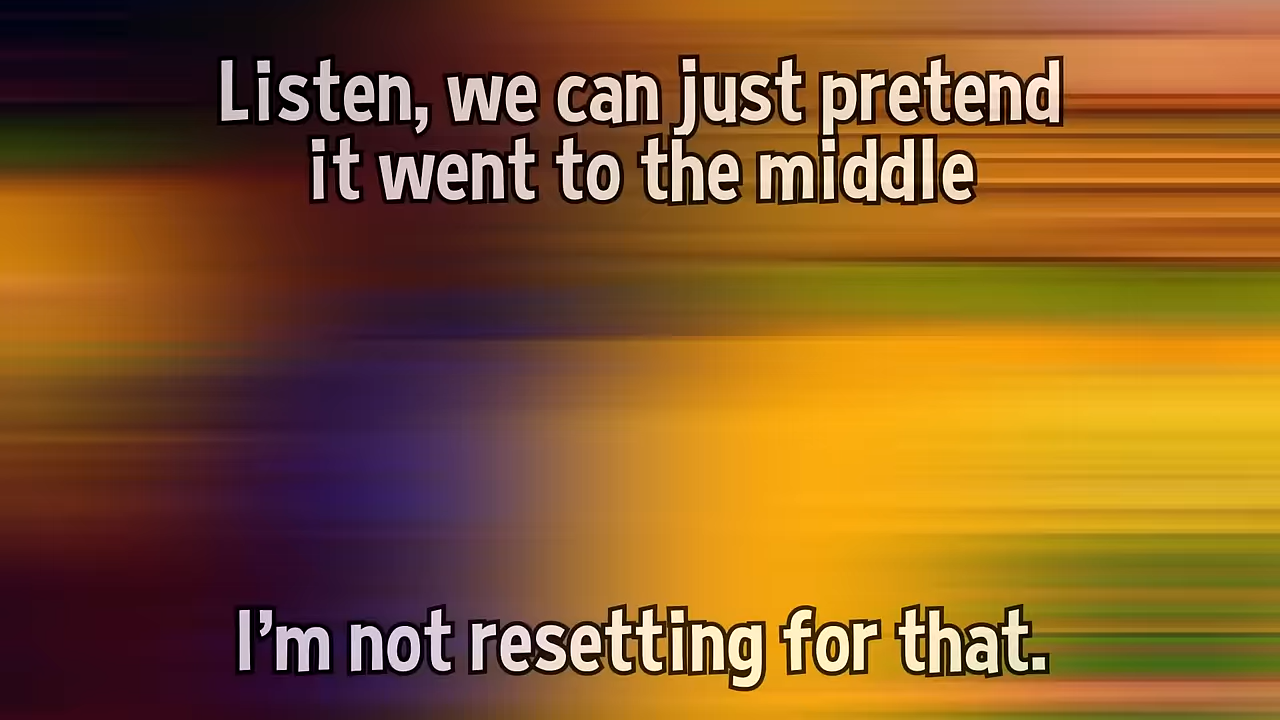 Listen, we can just pretend
it went to the middle
I’m not resetting for that.